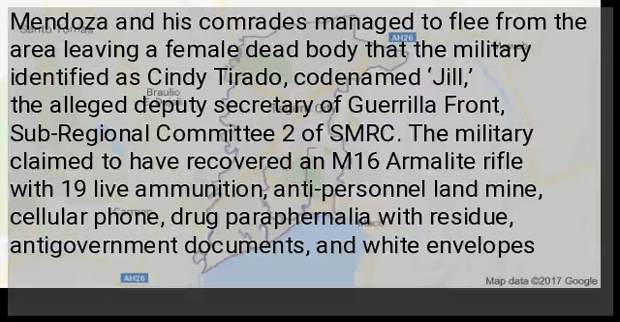 Mendoza and his comrades managed to flee from the
area leaving a female dead body that the military
identified as Cindy Tirado, codenamed ‘Jill,’
the alleged deputy secretary of Guerrilla Front,
Sub-Regional Committee 2 of SMRC. The military
claimed to have recovered an M16 Armalite rifle
with 19 live ammunition, anti-personnel land mine,
cellular phone, drug paraphernalia with residue,
antigovernment documents, and white envelopes
AH26
Braulio
AH26
Map data ©2017 Google